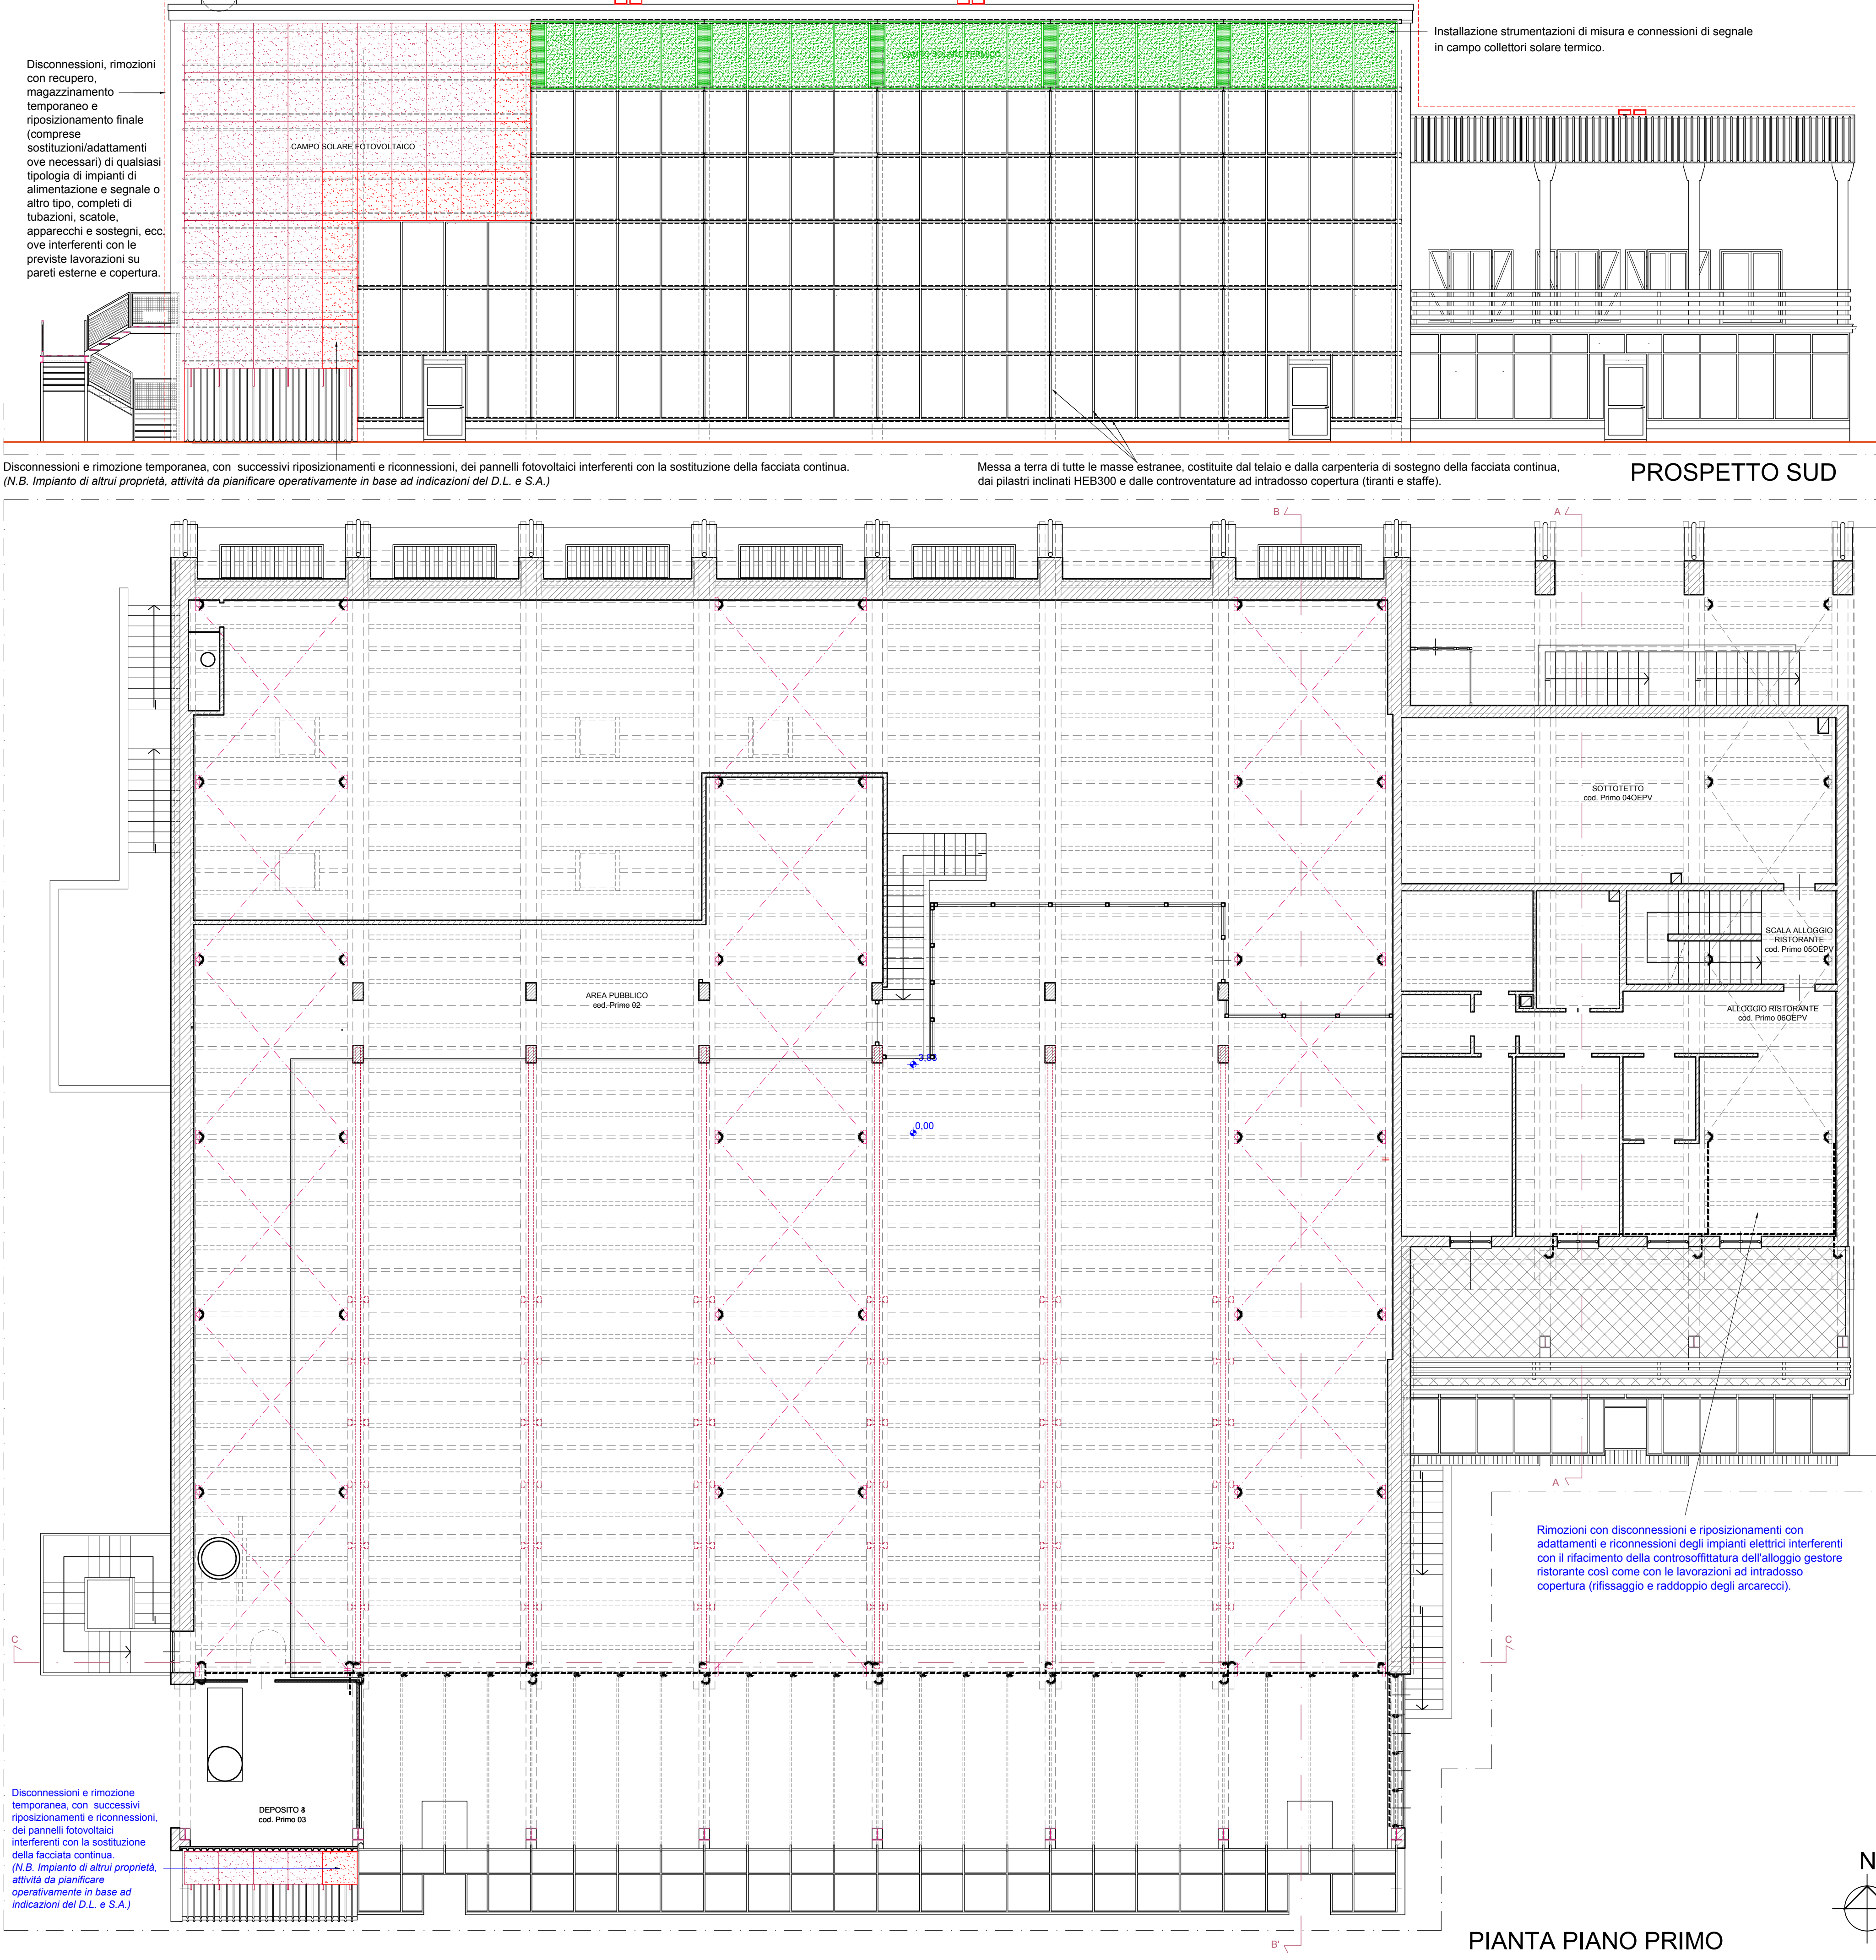 Installazione strumentazioni di misura e connessioni di segnale
in campo collettori solare termico.
CAMPO SOLARE TERMICO
Disconnessioni, rimozioni
con recupero,
magazzinamento
temporaneo e
riposizionamento finale
(comprese
sostituzioni/adattamenti
ove necessari) di qualsiasi
tipologia di impianti di
alimentazione e segnale o
altro tipo, completi di
tubazioni, scatole,
apparecchi e sostegni, ecc.
ove interferenti con le
previste lavorazioni su
pareti esterne e copertura.
CAMPO SOLARE FOTOVOLTAICO
Disconnessioni e rimozione temporanea, con successivi riposizionamenti e riconnessioni, dei pannelli fotovoltaici interferenti con la sostituzione della facciata continua.
(N.B. Impianto di altrui proprietà, attività da pianificare operativamente in base ad indicazioni del D.L. e S.A.)
Messa a terra di tutte le masse estranee, costituite dal telaio e dalla carpenteria di sostegno della facciata continua,
dai pilastri inclinati HEB300 e dalle controventature ad intradosso copertura (tiranti e staffe).
PROSPETTO SUD
B
A
SOTTOTETTO
cod. Primo 04OEPV
SCALA ALLOGGIO
RISTORANTE
cod. Primo 05OEPV
AREA PUBBLICO
cod. Primo 02
ALLOGGIO RISTORANTE
cod. Primo 06OEPV
0,00
A
Rimozioni con disconnessioni e riposizionamenti con
adattamenti e riconnessioni degli impianti elettrici interferenti
con il rifacimento della controsoffittatura dell'alloggio gestore
ristorante così come con le lavorazioni ad intradosso
copertura (rifissaggio e raddoppio degli arcarecci).
C
C
Disconnessioni e rimozione
temporanea, con successivi
riposizionamenti e riconnessioni,
dei pannelli fotovoltaici
interferenti con la sostituzione
della facciata continua.
(N.B. Impianto di altrui proprietà,
attività da pianificare
operativamente in base ad
indicazioni del D.L. e S.A.)
DEPOSITO
cod. Primo 03
N
B'
PIANTA PIANO PRIMO